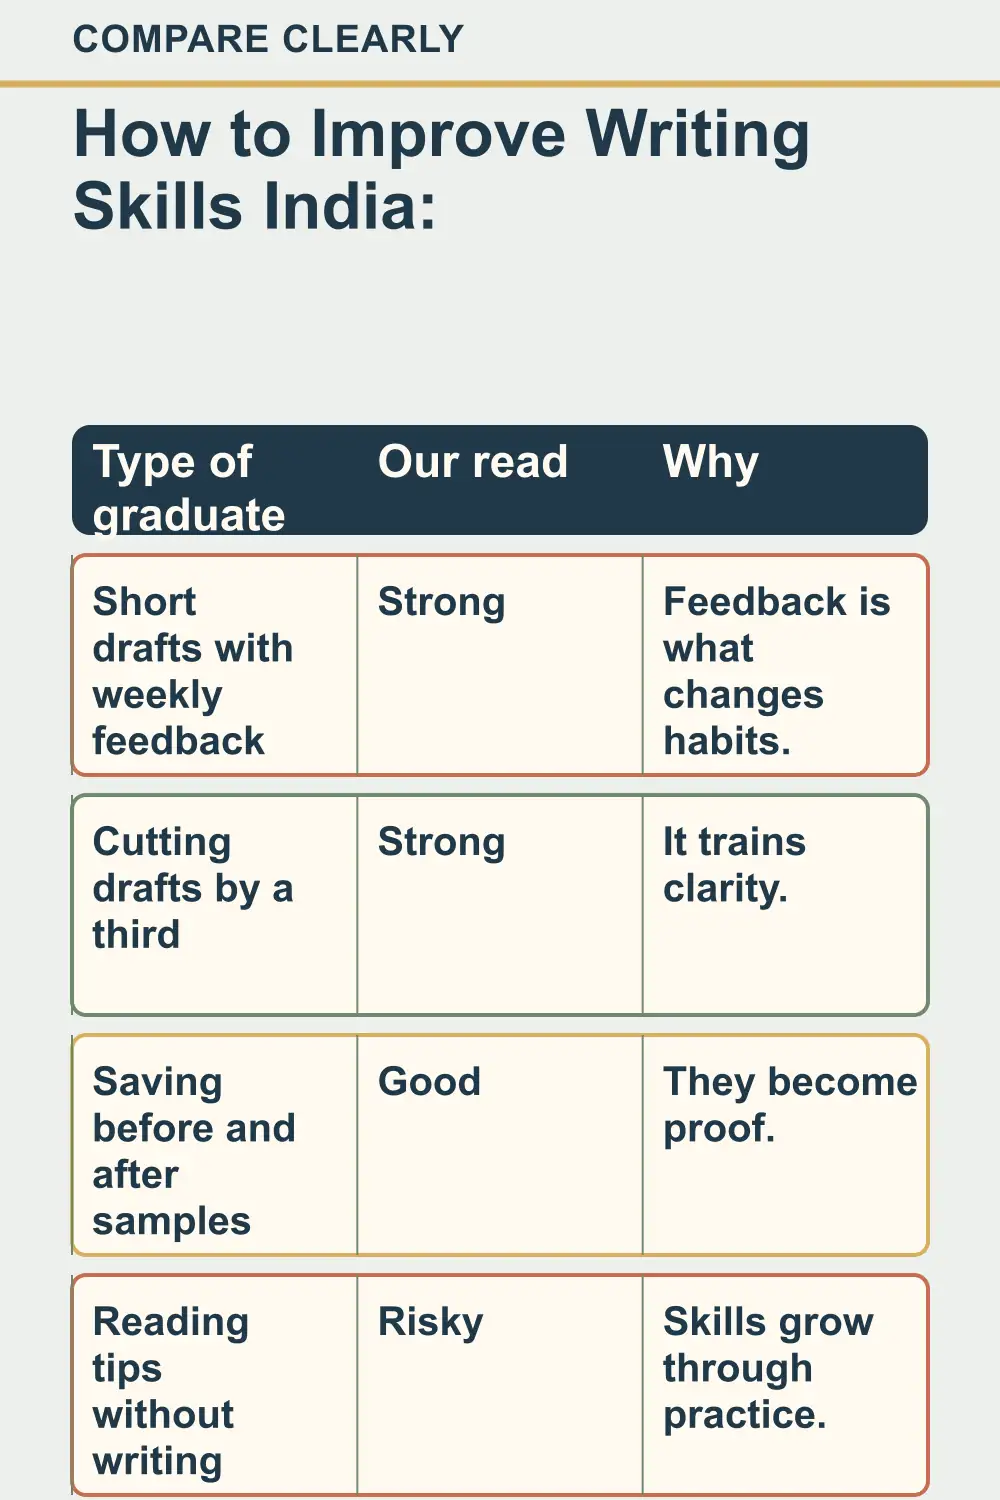 COMPARE CLEARLY
How to Improve Writing
Skills India:
Type of
graduate
Our read
Why
Short
drafts with
weekly
feedback
Strong
Feedback is
what
changes
habits.
Cutting
drafts by a
third
Strong
It trains
clarity.
Saving
before and
after
samples
Good
They become
proof.
Reading
tips
without
writing
Risky
Skills grow
through
practice.